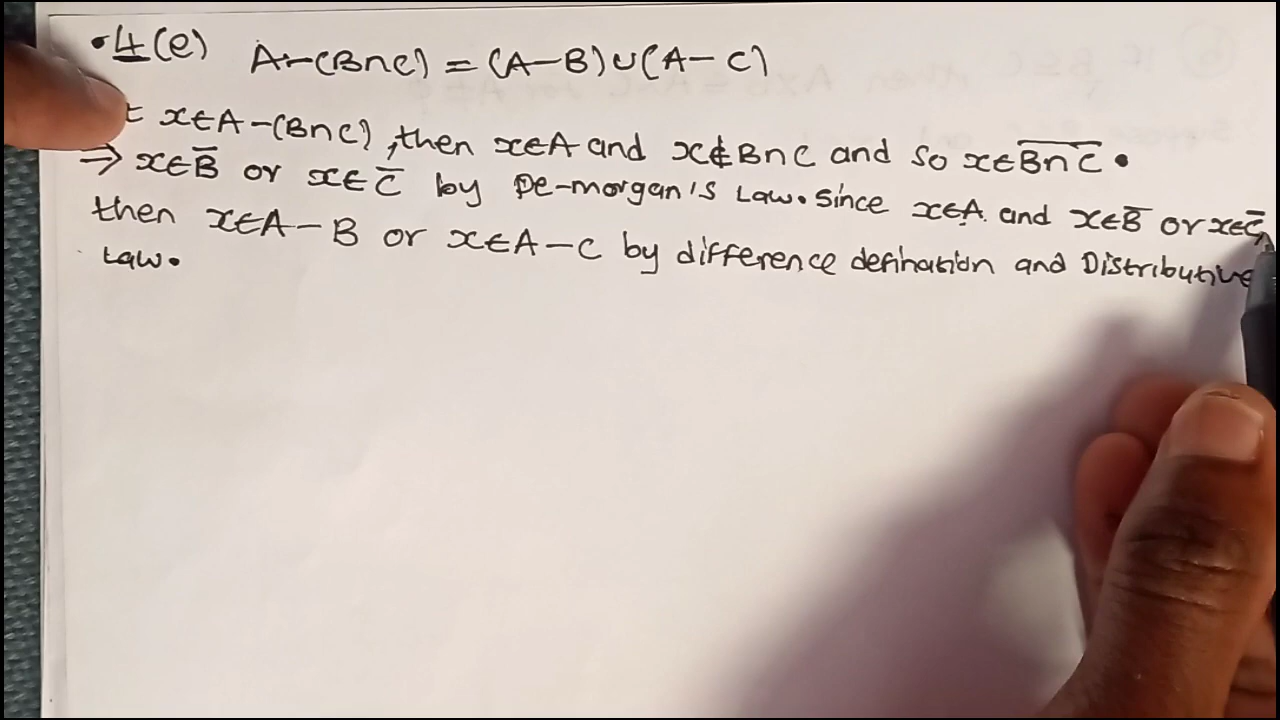 •4(e) A-(B∩C) = (A-B)∪(A-C)
x∈A-(B∩C), then x∈A and x∉B∩C and so x∈B̅∩̅C̅.
⇒ x∈B̅ or x∈C̅ by De-morgan's Law. Since x∈A. and x∈B̅ or x∈C̅,
then x∈A-B or x∈A-C by difference defination and Distributive
Law.